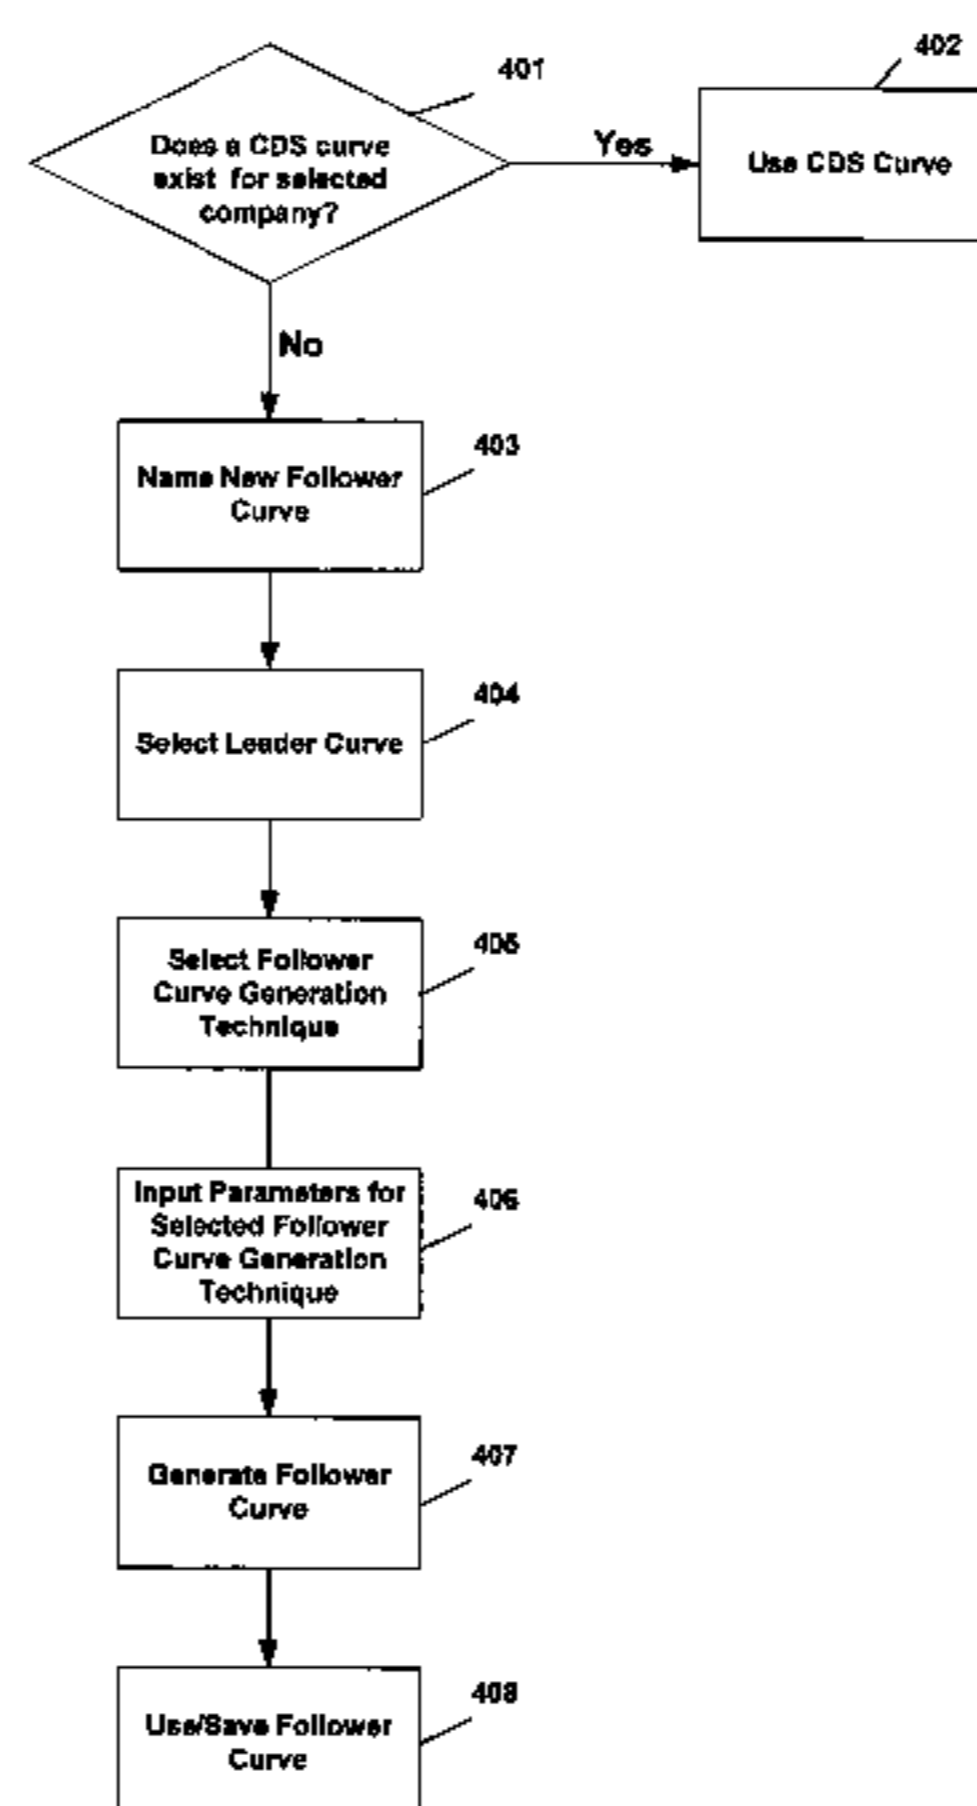 401
402
Does a CDS curve
exist for selected
company?
Yes
Use CDS Curve
No
403
Name New Follower
Curve
404
Select Leader Curve
405
Select Follower
Curve Generation
Technique
406
Input Parameters for
Selected Follower
Curve Generation
Technique
407
Generate Follower
Curve
408
Use/Save Follower
Curve